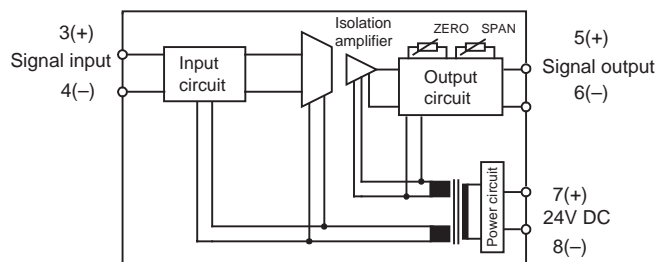 Isolation
amplifier
ZERO SPAN
3(+)
Signal input
4(–)
Input
circuit
Output
circuit
5(+)
Signal output
6(–)
Power circuit
7(+)
24V DC
8(–)